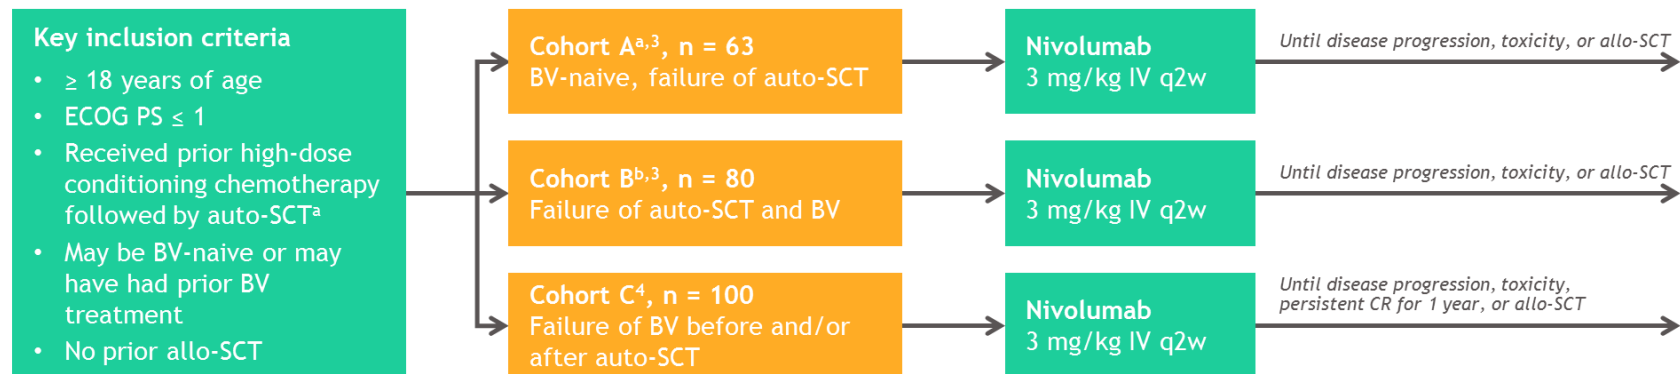 Key inclusion criteria
• ≥ 18 years of age
• ECOG PS ≤ 1
• Received prior high-dose
conditioning chemotherapy
followed by auto-SCTᵃ
• May be BV-naive or may
have had prior BV
treatment
• No prior allo-SCT
Cohort Aᵃ,³, n = 63
BV-naive, failure of auto-SCT
Nivolumab
3 mg/kg IV q2w
Until disease progression, toxicity, or allo-SCT
Cohort Bᵇ,³, n = 80
Failure of auto-SCT and BV
Nivolumab
3 mg/kg IV q2w
Until disease progression, toxicity, or allo-SCT
Cohort C⁴, n = 100
Failure of BV before and/or
after auto-SCT
Nivolumab
3 mg/kg IV q2w
Until disease progression, toxicity,
persistent CR for 1 year, or allo-SCT